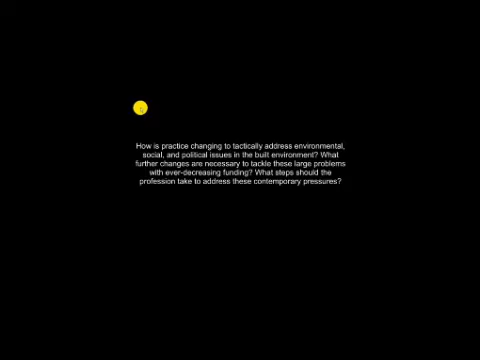 How is practice changing to tactically address environmental,
social, and political issues in the built environment? What
further changes are necessary to tackle these large problems
with ever-decreasing funding? What steps should the
profession take to address these contemporary pressures?